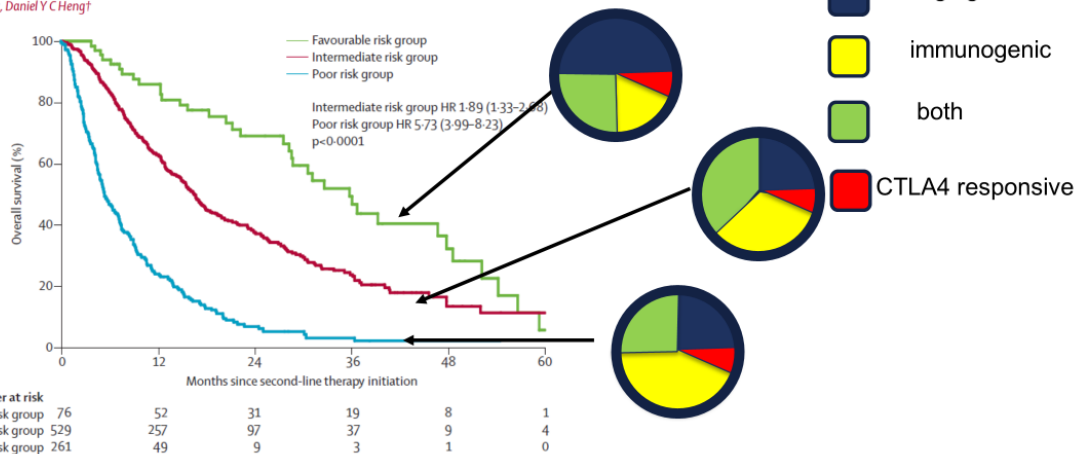 , Daniel Y C Heng†
Favourable risk group
Intermediate risk group
Poor risk group
Intermediate risk group HR 1·89 (1·33–2·68)
Poor risk group HR 5·73 (3·99–8·23)
p<0·0001
Overall survival (%)
100
80
60
40
20
0
0 12 24 36 48 60
Months since second-line therapy initiation
er at risk
sk group 76 52 31 19 8 1
sk group 529 257 97 37 9 4
sk group 261 49 9 3 1 0
immunogenic
both
CTLA4 responsive